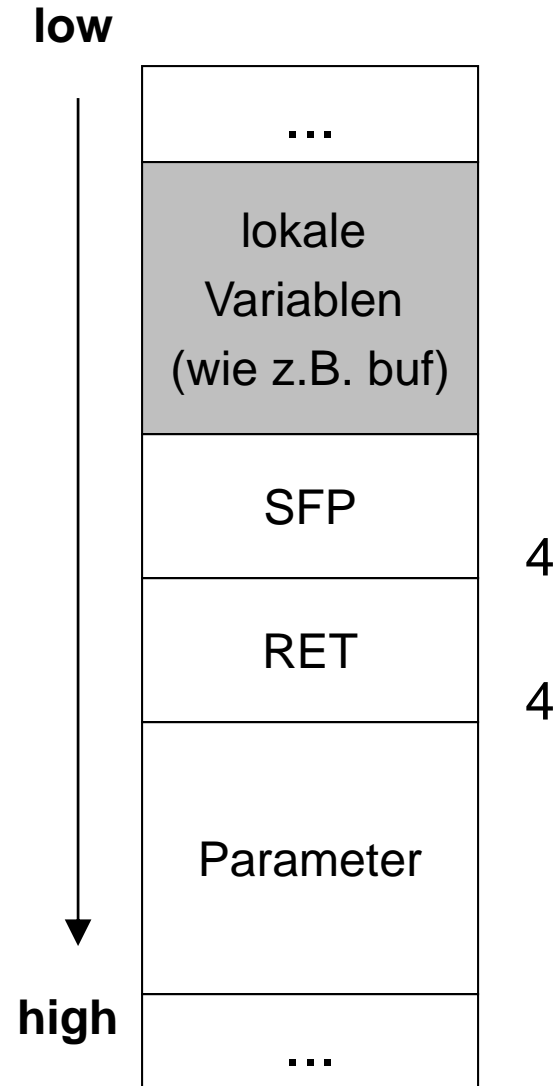 low
...
lokale
Variablen
(wie z.B. buf)
SFP
4
RET
4
Parameter
high
...